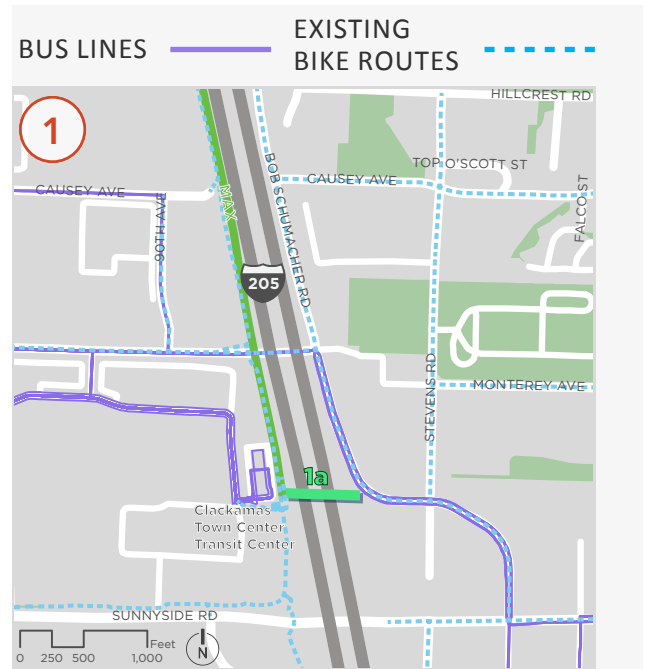 BUS LINES
EXISTING
BIKE ROUTES
1
HILLCREST RD
TOP O'SCOTT ST
CAUSEY AVE
CAUSEY AVE
FALCO ST
90TH AVE
MAX
BOB SCHUMACHER RD
205
STEVENS RD
MONTEREY AVE
1a
Clackamas
Town Center
Transit Center
SUNNYSIDE RD
Feet
0 250 500 1,000
N